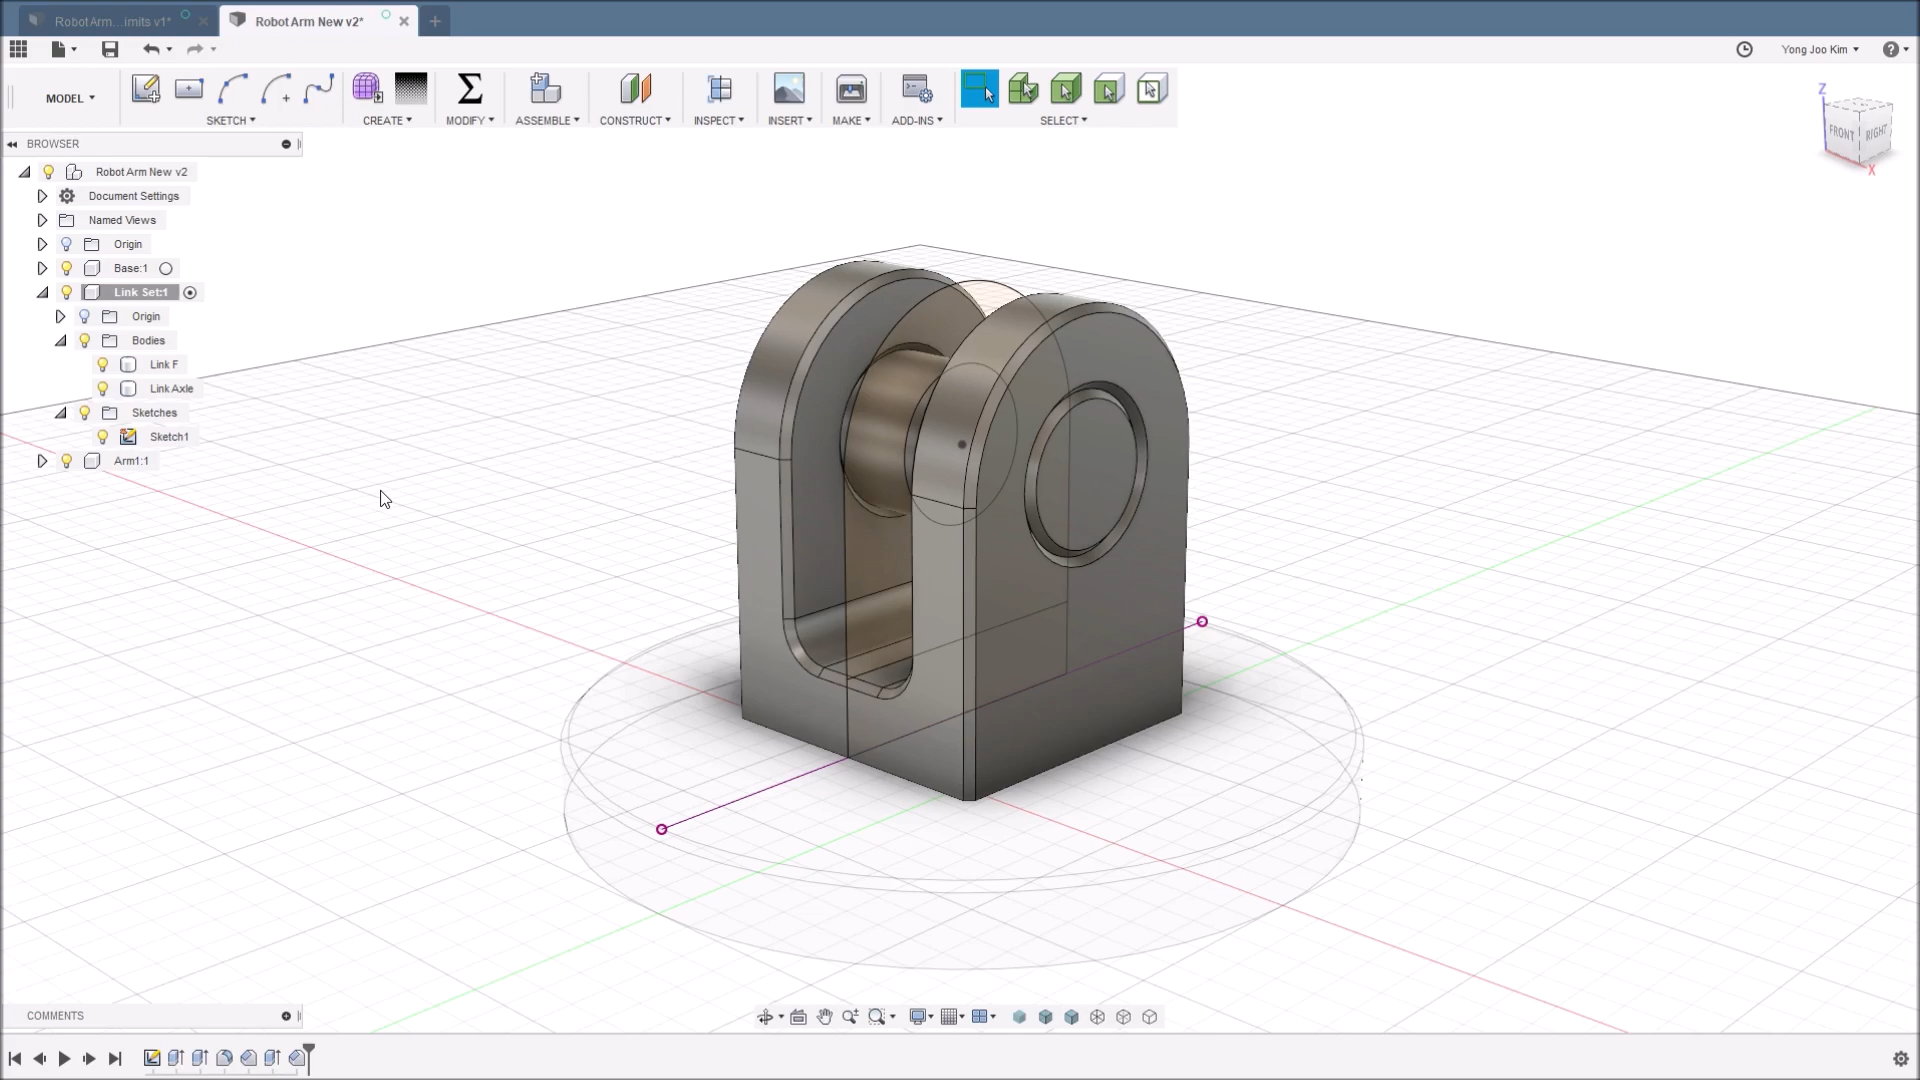 Robot Arm...imits v1*
Robot Arm New v2*
Yong Joo Kim
MODEL
SKETCH
CREATE
MODIFY
ASSEMBLE
CONSTRUCT
INSPECT
INSERT
MAKE
ADD-INS
SELECT
Z
FRONT
RIGHT
X
BROWSER
Robot Arm New v2
Document Settings
Named Views
Origin
Base:1
Link Set:1
Origin
Bodies
Link F
Link Axle
Sketches
Sketch1
Arm1:1
COMMENTS